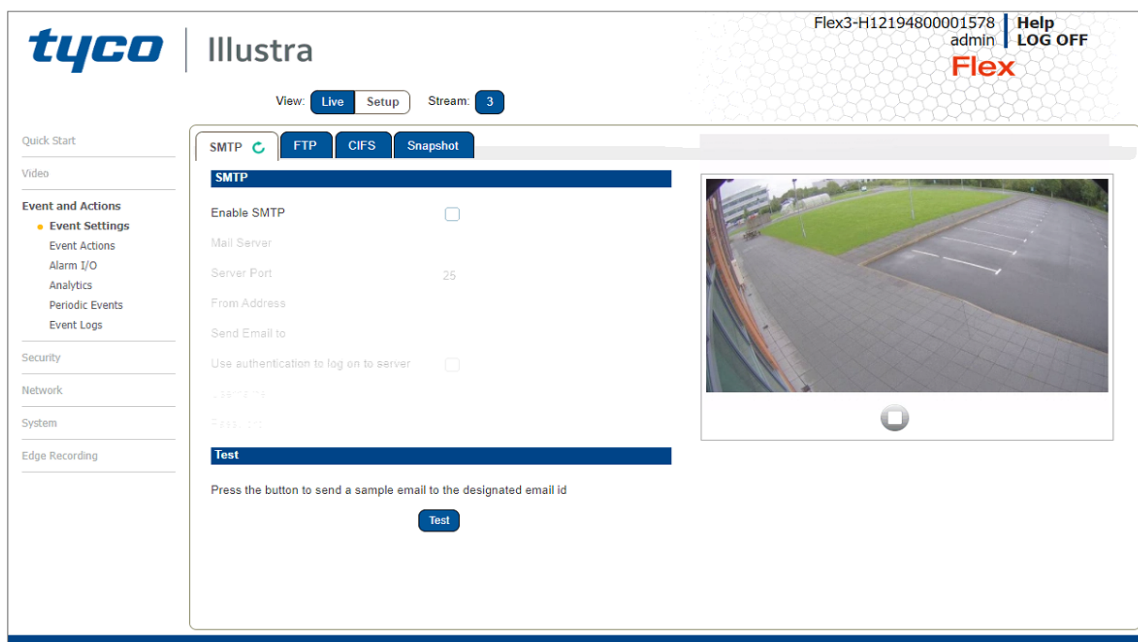 tyco Illustra
Flex3-H12194800001578 Help
admin LOG OFF
Flex
View: Live Setup Stream: 3
Quick Start
Video
Event and Actions
Event Settings
Event Actions
Alarm I/O
Analytics
Periodic Events
Event Logs
Security
Network
System
Edge Recording
SMTP FTP CIFS Snapshot
SMTP
Enable SMTP
Mail Server
Server Port 25
From Address
Send Email to
Use authentication to log on to server
Username
Password
Test
Press the button to send a sample email to the designated email id
Test